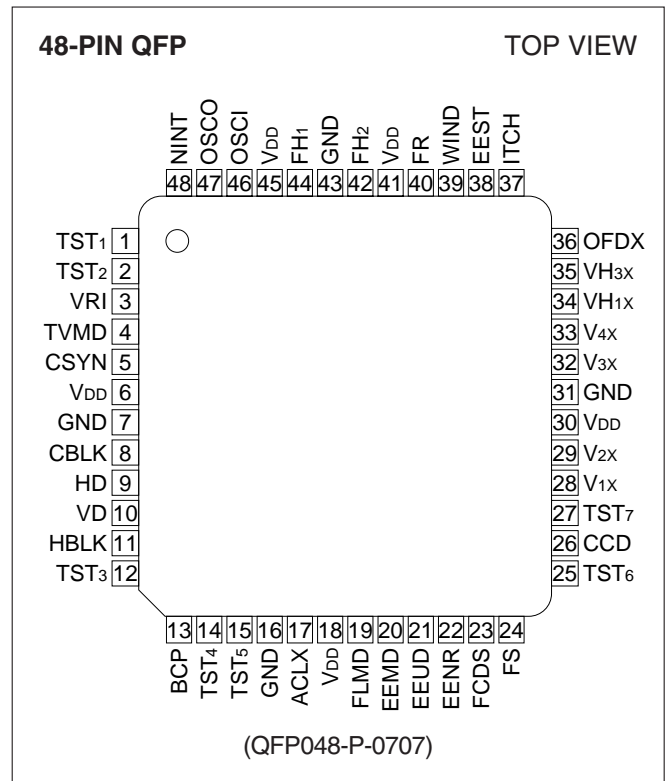 48-PIN QFP TOP VIEW
NINT OSCO OSCI VDD FH1 GND FH2 VDD FR WIND EEST ITCH
48 47 46 45 44 43 42 41 40 39 38 37
TST1 1 36 OFDX
TST2 2 35 VH3X
VRI 3 34 VH1X
TVMD 4 33 V4X
CSYN 5 32 V3X
VDD 6 31 GND
GND 7 30 VDD
CBLK 8 29 V2X
HD 9 28 V1X
VD 10 27 TST7
HBLK 11 26 CCD
TST3 12 25 TST6
13 14 15 16 17 18 19 20 21 22 23 24
BCP TST4 TST5 GND ACLX VDD FLMD EEMD EEUD EENR FCDS FS
(QFP048-P-0707)